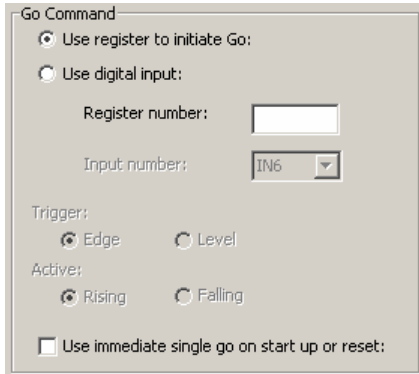 Go Command
Use register to initiate Go:
Use digital input:
Register number:
Input number: IN6
Trigger:
Edge Level
Active:
Rising Falling
Use immediate single go on start up or reset: